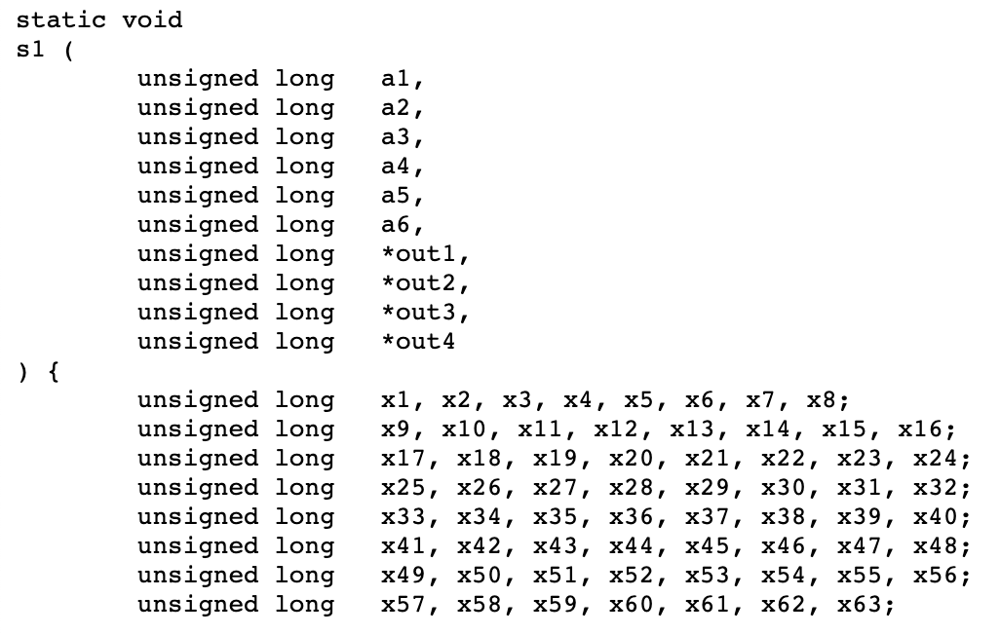 static void
s1 (
unsigned long a1,
unsigned long a2,
unsigned long a3,
unsigned long a4,
unsigned long a5,
unsigned long a6,
unsigned long *out1,
unsigned long *out2,
unsigned long *out3,
unsigned long *out4
) {
unsigned long x1, x2, x3, x4, x5, x6, x7, x8;
unsigned long x9, x10, x11, x12, x13, x14, x15, x16;
unsigned long x17, x18, x19, x20, x21, x22, x23, x24;
unsigned long x25, x26, x27, x28, x29, x30, x31, x32;
unsigned long x33, x34, x35, x36, x37, x38, x39, x40;
unsigned long x41, x42, x43, x44, x45, x46, x47, x48;
unsigned long x49, x50, x51, x52, x53, x54, x55, x56;
unsigned long x57, x58, x59, x60, x61, x62, x63;